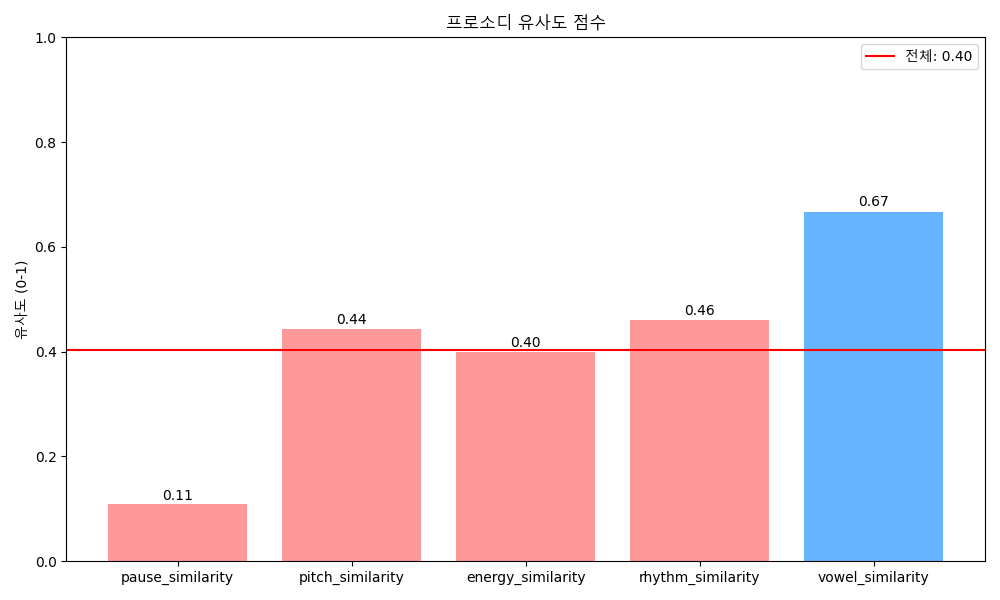 프로소디 유사도 점수
전체: 0.40
유사도 (0-1)
1.0
0.8
0.6
0.4
0.2
0.0
0.11
0.44
0.40
0.46
0.67
pause_similarity
pitch_similarity
energy_similarity
rhythm_similarity
vowel_similarity